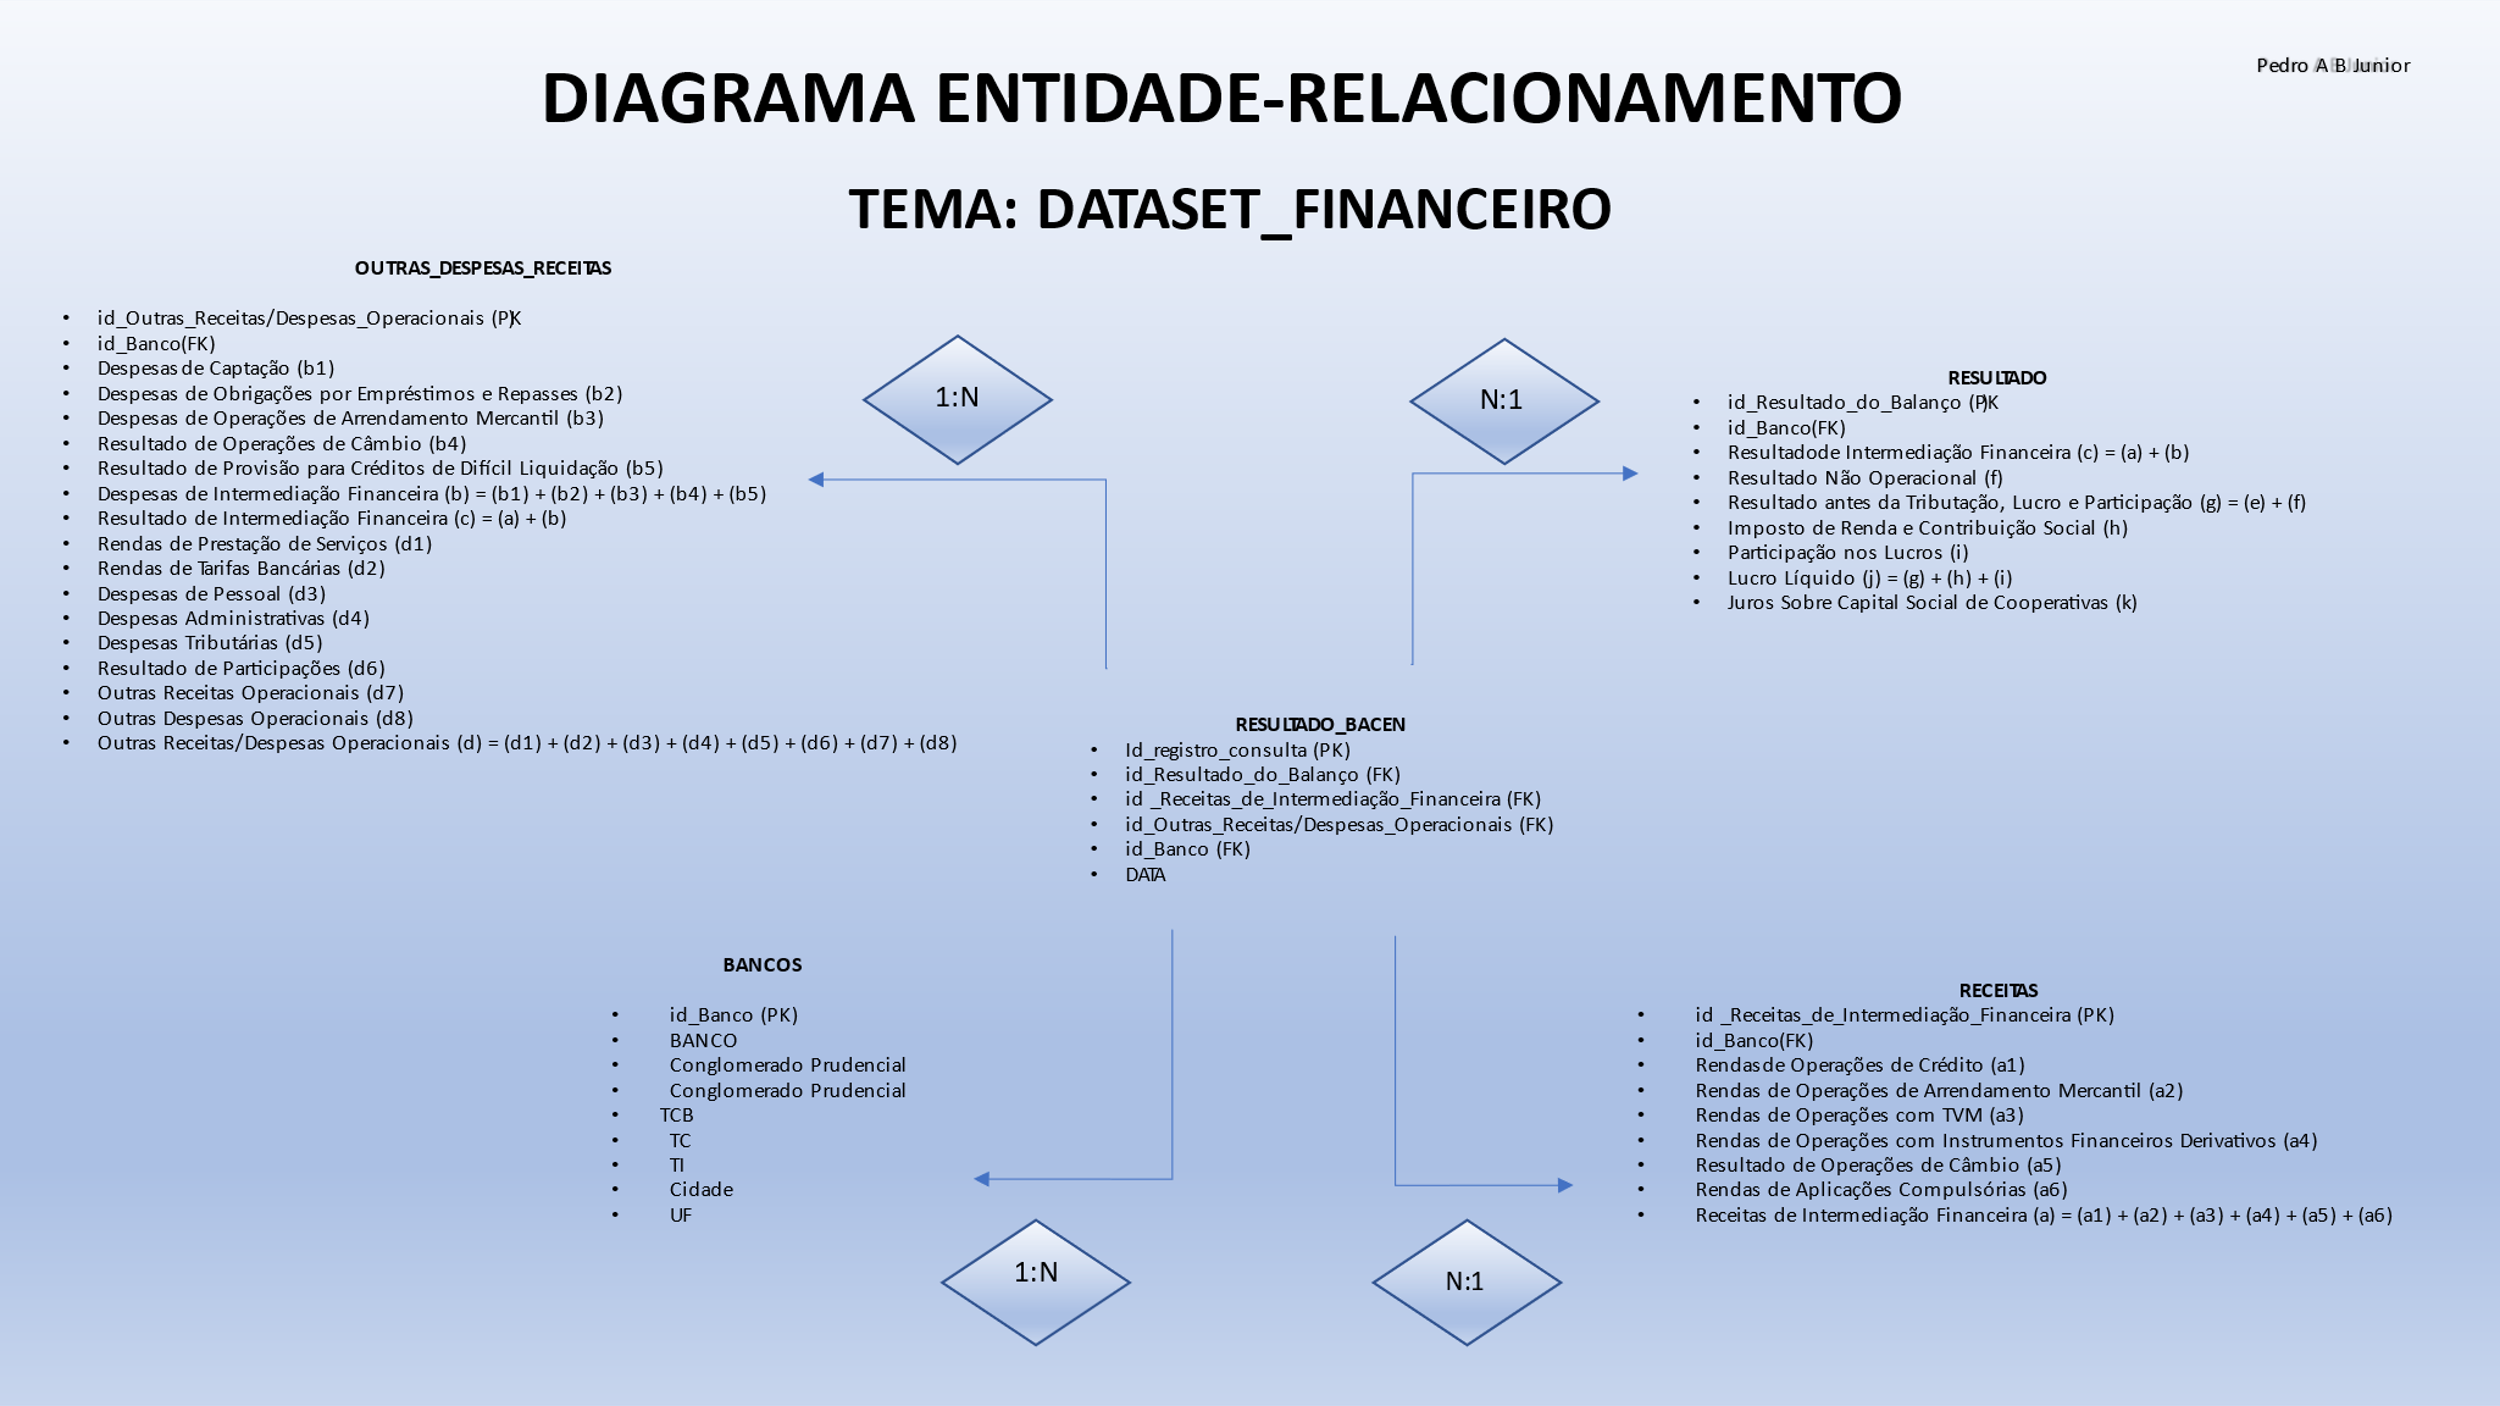 Pedro A B Junior
DIAGRAMA ENTIDADE-RELACIONAMENTO
TEMA: DATASET_FINANCEIRO
OUTRAS_DESPESAS_RECEITAS
• id_Outras_Receitas/Despesas_Operacionais (PK)
• id_Banco(FK)
• Despesas de Captação (b1)
• Despesas de Obrigações por Empréstimos e Repasses (b2)
• Despesas de Operações de Arrendamento Mercantil (b3)
• Resultado de Operações de Câmbio (b4)
• Resultado de Provisão para Créditos de Difícil Liquidação (b5)
• Despesas de Intermediação Financeira (b) = (b1) + (b2) + (b3) + (b4) + (b5)
• Resultado de Intermediação Financeira (c) = (a) + (b)
• Rendas de Prestação de Serviços (d1)
• Rendas de Tarifas Bancárias (d2)
• Despesas de Pessoal (d3)
• Despesas Administrativas (d4)
• Despesas Tributárias (d5)
• Resultado de Participações (d6)
• Outras Receitas Operacionais (d7)
• Outras Despesas Operacionais (d8)
• Outras Receitas/Despesas Operacionais (d) = (d1) + (d2) + (d3) + (d4) + (d5) + (d6) + (d7) + (d8)
1:N
N:1
RESULTADO
• id_Resultado_do_Balanço (PK)
• id_Banco(FK)
• Resultadode Intermediação Financeira (c) = (a) + (b)
• Resultado Não Operacional (f)
• Resultado antes da Tributação, Lucro e Participação (g) = (e) + (f)
• Imposto de Renda e Contribuição Social (h)
• Participação nos Lucros (i)
• Lucro Líquido (j) = (g) + (h) + (i)
• Juros Sobre Capital Social de Cooperativas (k)
RESULTADO_BACEN
• Id_registro_consulta (PK)
• id_Resultado_do_Balanço (FK)
• id _Receitas_de_Intermediação_Financeira (FK)
• id_Outras_Receitas/Despesas_Operacionais (FK)
• id_Banco (FK)
• DATA
BANCOS
• id_Banco (PK)
• BANCO
• Conglomerado Prudencial
• Conglomerado Prudencial
• TCB
• TC
• TI
• Cidade
• UF
1:N
N:1
RECEITAS
• id _Receitas_de_Intermediação_Financeira (PK)
• id_Banco(FK)
• Rendasde Operações de Crédito (a1)
• Rendas de Operações de Arrendamento Mercantil (a2)
• Rendas de Operações com TVM (a3)
• Rendas de Operações com Instrumentos Financeiros Derivativos (a4)
• Resultado de Operações de Câmbio (a5)
• Rendas de Aplicações Compulsórias (a6)
• Receitas de Intermediação Financeira (a) = (a1) + (a2) + (a3) + (a4) + (a5) + (a6)